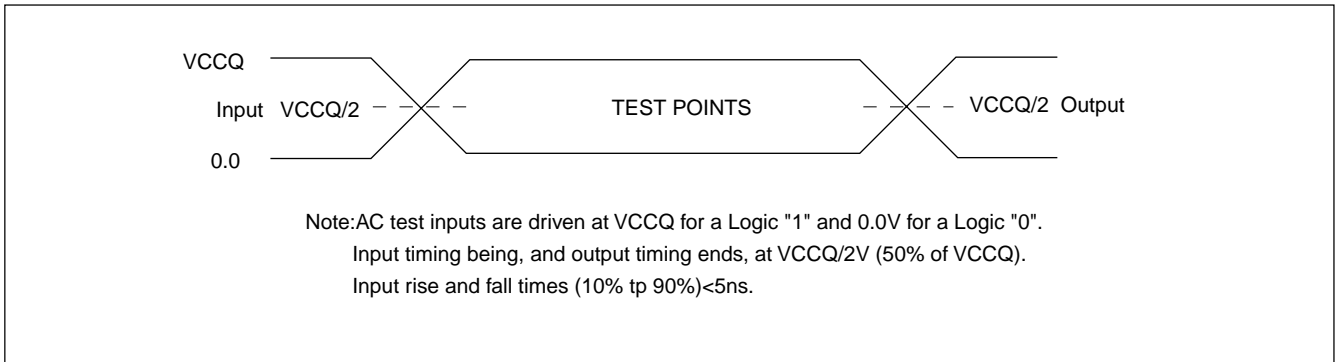 VCCQ
Input VCCQ/2 TEST POINTS VCCQ/2 Output
0.0
Note:AC test inputs are driven at VCCQ for a Logic "1" and 0.0V for a Logic "0".
Input timing being, and output timing ends, at VCCQ/2V (50% of VCCQ).
Input rise and fall times (10% tp 90%)<5ns.